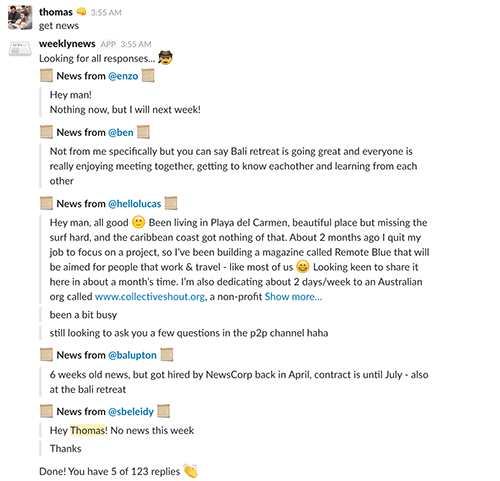 thomas 3:55 AM
get news
weeklynews APP 3:55 AM
Looking for all responses...
News from @enzo
Hey man!
Nothing now, but I will next week!
News from @ben
Not from me specifically but you can say Bali retreat is going great and everyone is
really enjoying meeting together, getting to know eachother and learning from each
other
News from @hellolucas
Hey man, all good Been living in Playa del Carmen, beautiful place but missing the
surf hard, and the caribbean coast got nothing of that. About 2 months ago I quit my
job to focus on a project, so I've been building a magazine called Remote Blue that will
be aimed for people that work & travel - like most of us Looking keen to share it
here in about a month's time. I'm also dedicating about 2 days/week to an Australian
org called www.collectiveshout.org, a non-profit Show more...
been a bit busy
still looking to ask you a few questions in the p2p channel haha
News from @balupton
6 weeks old news, but got hired by NewsCorp back in April, contract is until July - also
at the bali retreat
News from @sbeleidy
Hey Thomas! No news this week
Thanks
Done! You have 5 of 123 replies